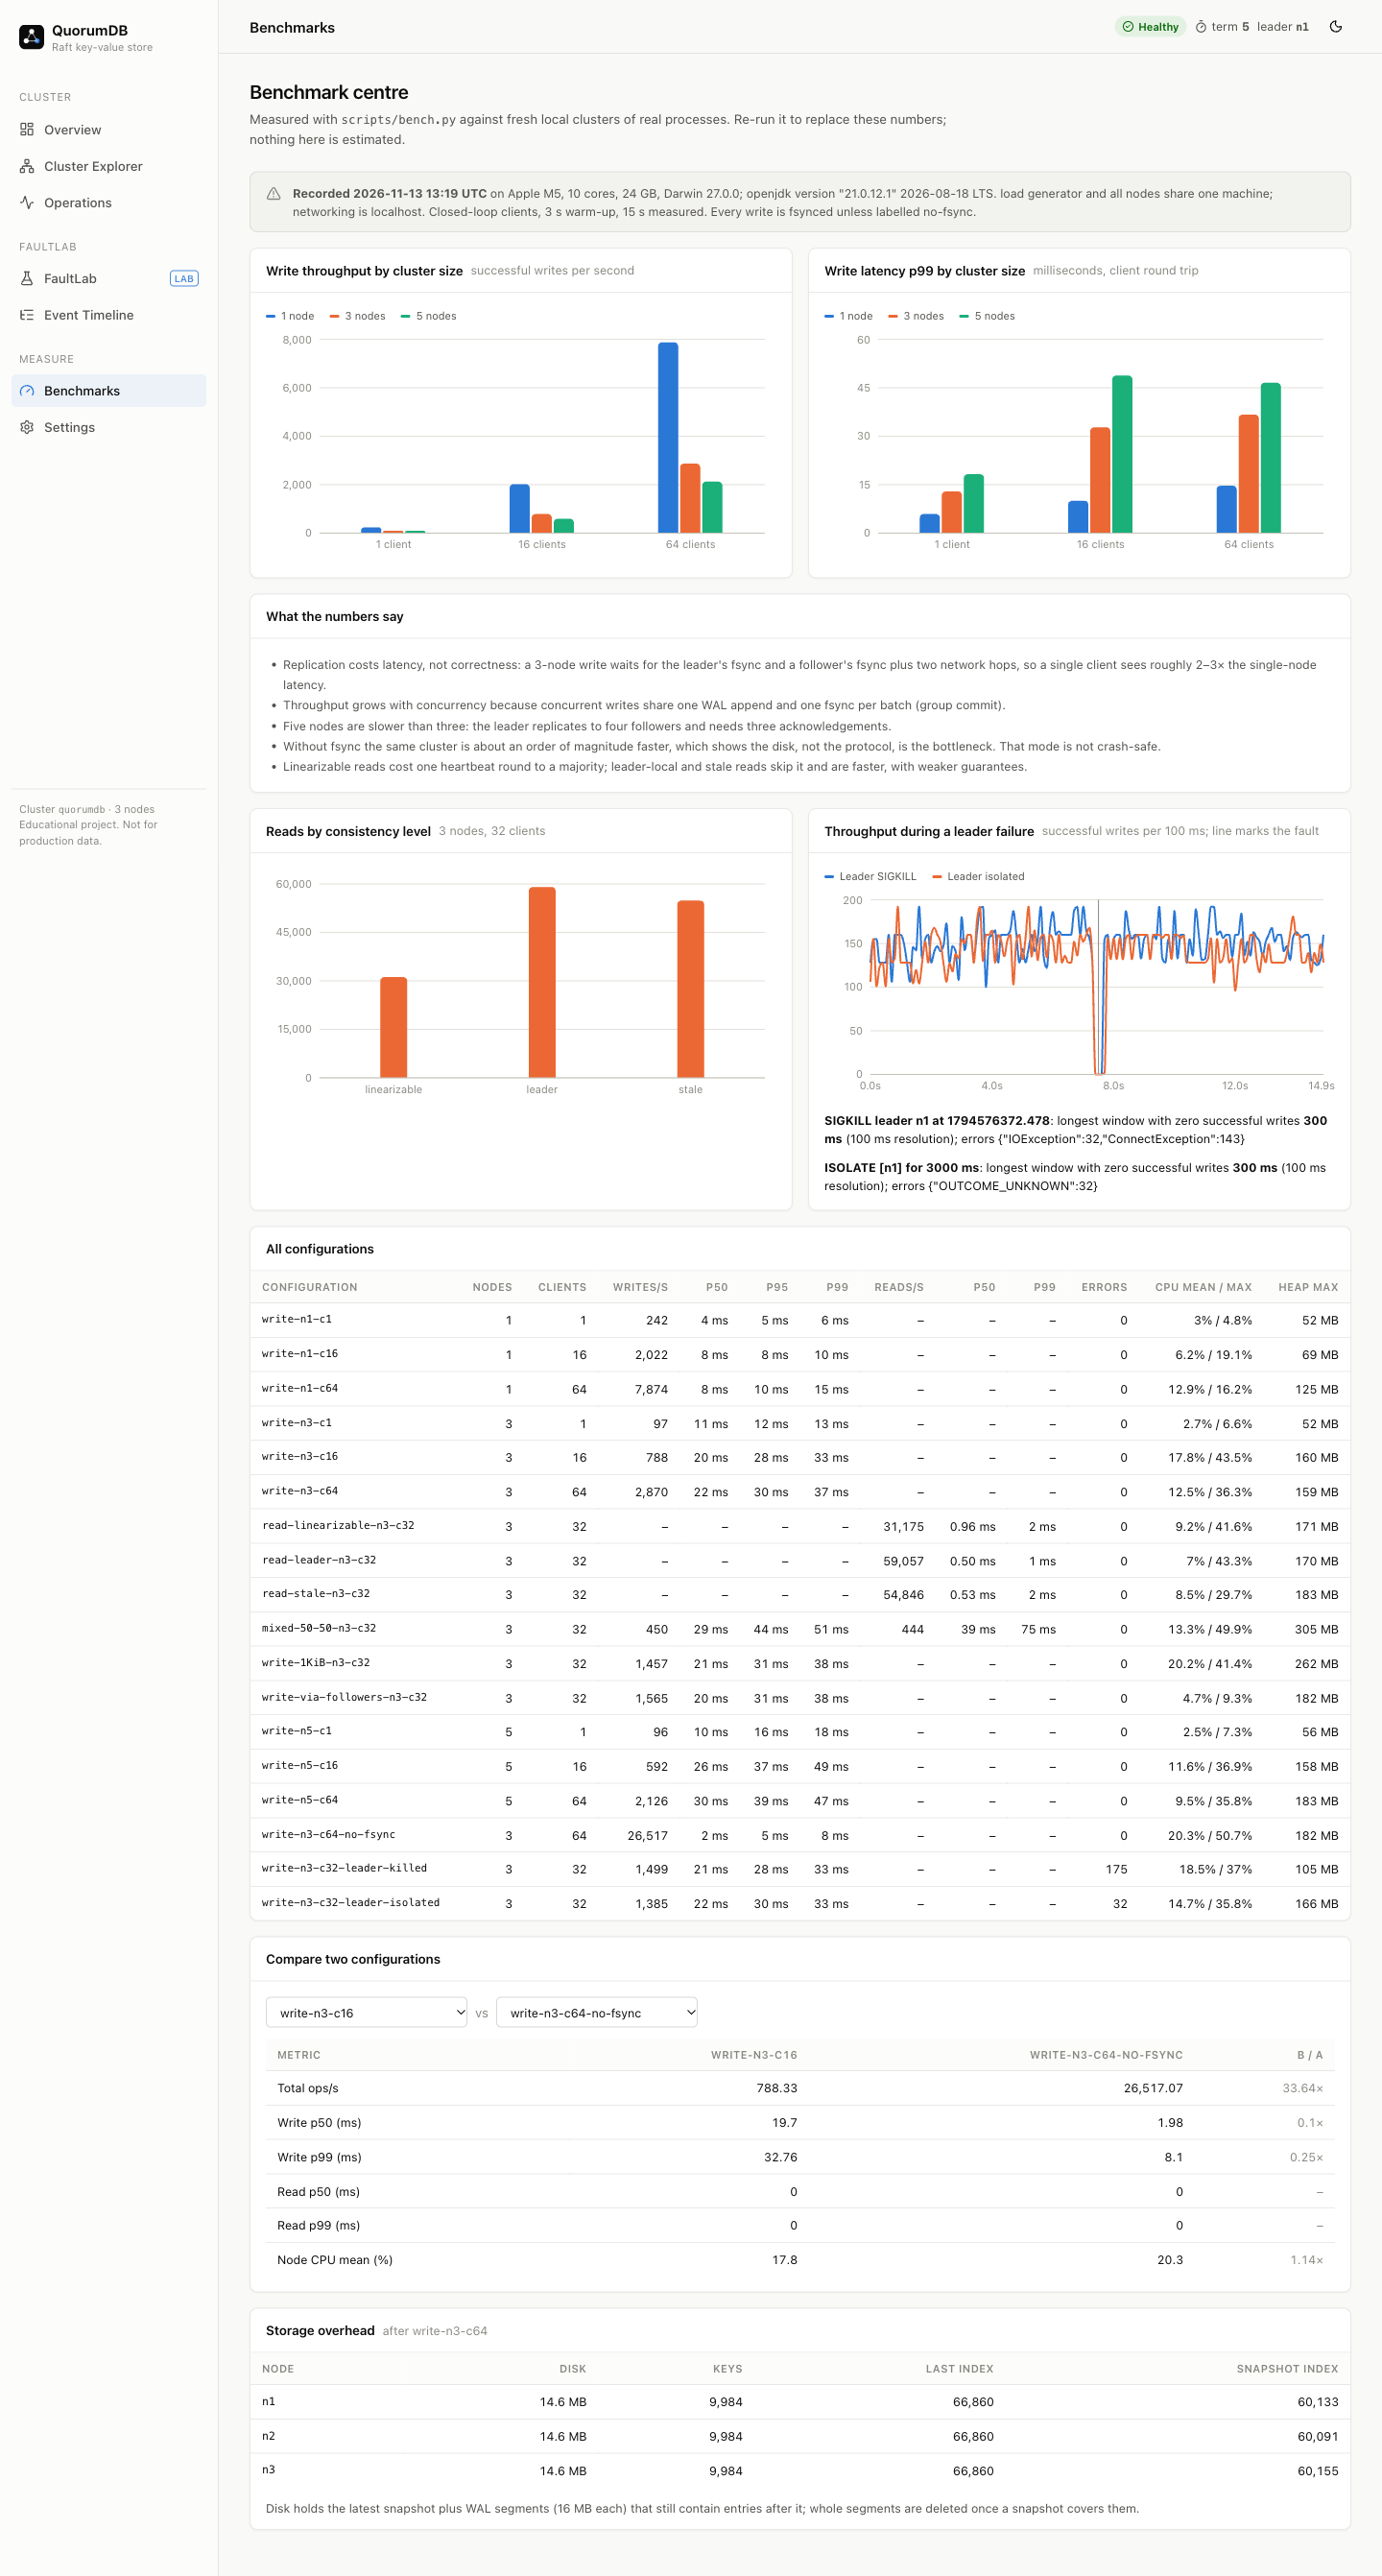 QuorumDB
Raft key-value store
CLUSTER
Overview
Cluster Explorer
Operations
FAULTLAB
FaultLab LAB
Event Timeline
MEASURE
Benchmarks
Settings
Cluster quorumdb · 3 nodes
Educational project. Not for
production data.
Benchmarks
Healthy term 5 leader n1
Benchmark centre
Measured with scripts/bench.py against fresh local clusters of real processes. Re-run it to replace these numbers;
nothing here is estimated.
Recorded 2026-11-13 13:19 UTC on Apple M5, 10 cores, 24 GB, Darwin 27.0.0; openjdk version "21.0.12.1" 2026-08-18 LTS. load generator and all nodes share one machine;
networking is localhost. Closed-loop clients, 3 s warm-up, 15 s measured. Every write is fsynced unless labelled no-fsync.
Write throughput by cluster size successful writes per second
1 node 3 nodes 5 nodes
8,000
6,000
4,000
2,000
0
1 client 16 clients 64 clients
Write latency p99 by cluster size milliseconds, client round trip
1 node 3 nodes 5 nodes
60
45
30
15
0
1 client 16 clients 64 clients
What the numbers say
• Replication costs latency, not correctness: a 3-node write waits for the leader's fsync and a follower's fsync plus two network hops, so a single client sees roughly 2–3× the single-node
latency.
• Throughput grows with concurrency because concurrent writes share one WAL append and one fsync per batch (group commit).
• Five nodes are slower than three: the leader replicates to four followers and needs three acknowledgements.
• Without fsync the same cluster is about an order of magnitude faster, which shows the disk, not the protocol, is the bottleneck. That mode is not crash-safe.
• Linearizable reads cost one heartbeat round to a majority; leader-local and stale reads skip it and are faster, with weaker guarantees.
Reads by consistency level 3 nodes, 32 clients
60,000
45,000
30,000
15,000
0
linearizable leader stale
Throughput during a leader failure successful writes per 100 ms; line marks the fault
Leader SIGKILL Leader isolated
200
150
100
50
0
0.0s 4.0s 8.0s 12.0s 14.9s
SIGKILL leader n1 at 1794576372.478: longest window with zero successful writes 300
ms (100 ms resolution); errors {"IOException":32,"ConnectException":143}
ISOLATE [n1] for 3000 ms: longest window with zero successful writes 300 ms (100 ms
resolution); errors {"OUTCOME_UNKNOWN":32}
All configurations
CONFIGURATION NODES CLIENTS WRITES/S P50 P95 P99 READS/S P50 P99 ERRORS CPU MEAN / MAX HEAP MAX
write-n1-c1 1 1 242 4 ms 5 ms 6 ms – – – 0 3% / 4.8% 52 MB
write-n1-c16 1 16 2,022 8 ms 8 ms 10 ms – – – 0 6.2% / 19.1% 69 MB
write-n1-c64 1 64 7,874 8 ms 10 ms 15 ms – – – 0 12.9% / 16.2% 125 MB
write-n3-c1 3 1 97 11 ms 12 ms 13 ms – – – 0 2.7% / 6.6% 52 MB
write-n3-c16 3 16 788 20 ms 28 ms 33 ms – – – 0 17.8% / 43.5% 160 MB
write-n3-c64 3 64 2,870 22 ms 30 ms 37 ms – – – 0 12.5% / 36.3% 159 MB
read-linearizable-n3-c32 3 32 – – – – 31,175 0.96 ms 2 ms 0 9.2% / 41.6% 171 MB
read-leader-n3-c32 3 32 – – – – 59,057 0.50 ms 1 ms 0 7% / 43.3% 170 MB
read-stale-n3-c32 3 32 – – – – 54,846 0.53 ms 2 ms 0 8.5% / 29.7% 183 MB
mixed-50-50-n3-c32 3 32 450 29 ms 44 ms 51 ms 444 39 ms 75 ms 0 13.3% / 49.9% 305 MB
write-1KiB-n3-c32 3 32 1,457 21 ms 31 ms 38 ms – – – 0 20.2% / 41.4% 262 MB
write-via-followers-n3-c32 3 32 1,565 20 ms 31 ms 38 ms – – – 0 4.7% / 9.3% 182 MB
write-n5-c1 5 1 96 10 ms 16 ms 18 ms – – – 0 2.5% / 7.3% 56 MB
write-n5-c16 5 16 592 26 ms 37 ms 49 ms – – – 0 11.6% / 36.9% 158 MB
write-n5-c64 5 64 2,126 30 ms 39 ms 47 ms – – – 0 9.5% / 35.8% 183 MB
write-n3-c64-no-fsync 3 64 26,517 2 ms 5 ms 8 ms – – – 0 20.3% / 50.7% 182 MB
write-n3-c32-leader-killed 3 32 1,499 21 ms 28 ms 33 ms – – – 175 18.5% / 37% 105 MB
write-n3-c32-leader-isolated 3 32 1,385 22 ms 30 ms 33 ms – – – 32 14.7% / 35.8% 166 MB
Compare two configurations
write-n3-c16 vs write-n3-c64-no-fsync
METRIC WRITE-N3-C16 WRITE-N3-C64-NO-FSYNC B / A
Total ops/s 788.33 26,517.07 33.64×
Write p50 (ms) 19.7 1.98 0.1×
Write p99 (ms) 32.76 8.1 0.25×
Read p50 (ms) 0 0 –
Read p99 (ms) 0 0 –
Node CPU mean (%) 17.8 20.3 1.14×
Storage overhead after write-n3-c64
NODE DISK KEYS LAST INDEX SNAPSHOT INDEX
n1 14.6 MB 9,984 66,860 60,133
n2 14.6 MB 9,984 66,860 60,091
n3 14.6 MB 9,984 66,860 60,155
Disk holds the latest snapshot plus WAL segments (16 MB each) that still contain entries after it; whole segments are deleted once a snapshot covers them.